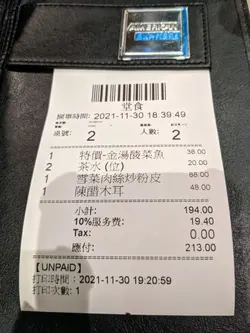 堂食
開單時間: 2021-11-30 18:39:49
桌號: 2 人數: 2
1 特價-金湯酸菜魚 38.00
2 茶水 (位) 20.00
1 雪菜肉絲炒粉皮 88.00
1 陳醋木耳 48.00
小計: 194.00
10%服务费: 19.40
Tax: 0.00
應付: 213.00
【UNPAID】
打印時間: 2021-11-30 19:20:59
打印次數: 1